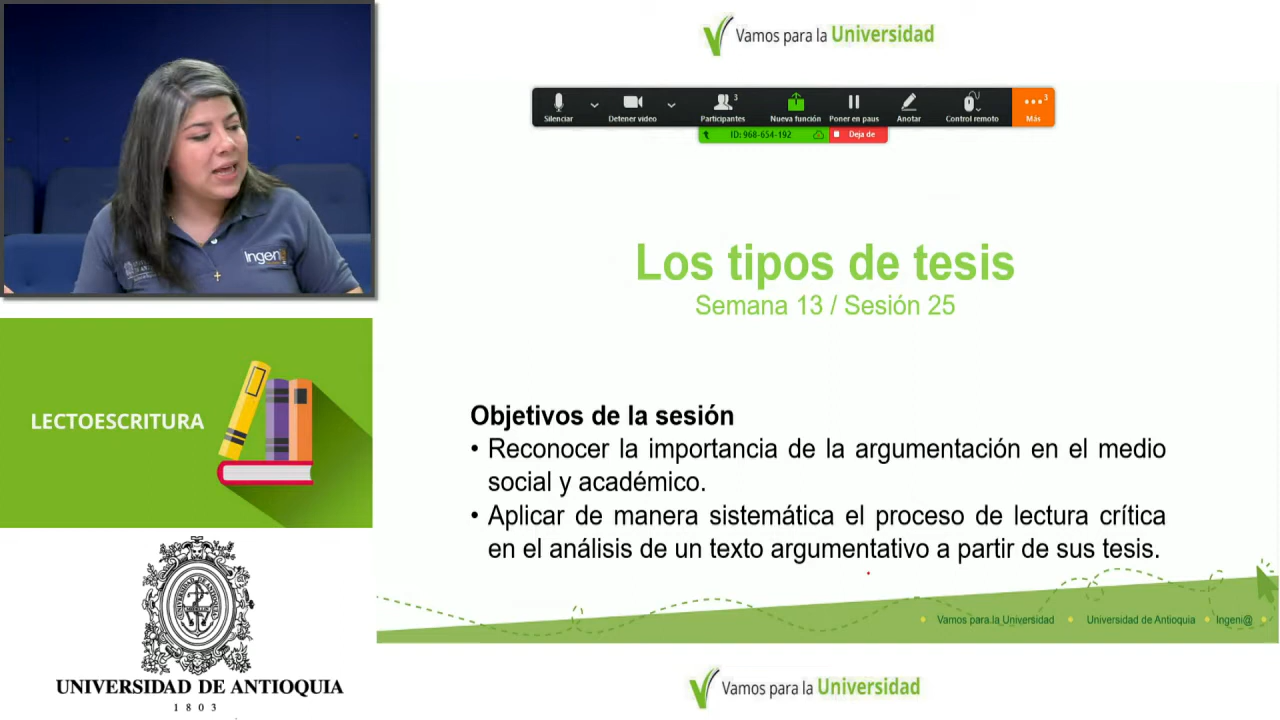 Vamos para la Universidad
Silenciar
Detener video
Participantes
3
Nueva función
Poner en paus
Anotar
Control remoto
3
Más
ID: 968-654-192
Deja de
Ingeni@
Los tipos de tesis
Semana 13 / Sesión 25
LECTOESCRITURA
Objetivos de la sesión
• Reconocer la importancia de la argumentación en el medio
social y académico.
• Aplicar de manera sistemática el proceso de lectura crítica
en el análisis de un texto argumentativo a partir de sus tesis.
Vamos para la Universidad
Universidad de Antioquia
Ingeni@
UNIVERSIDAD DE ANTIOQUIA
1803
Vamos para la Universidad